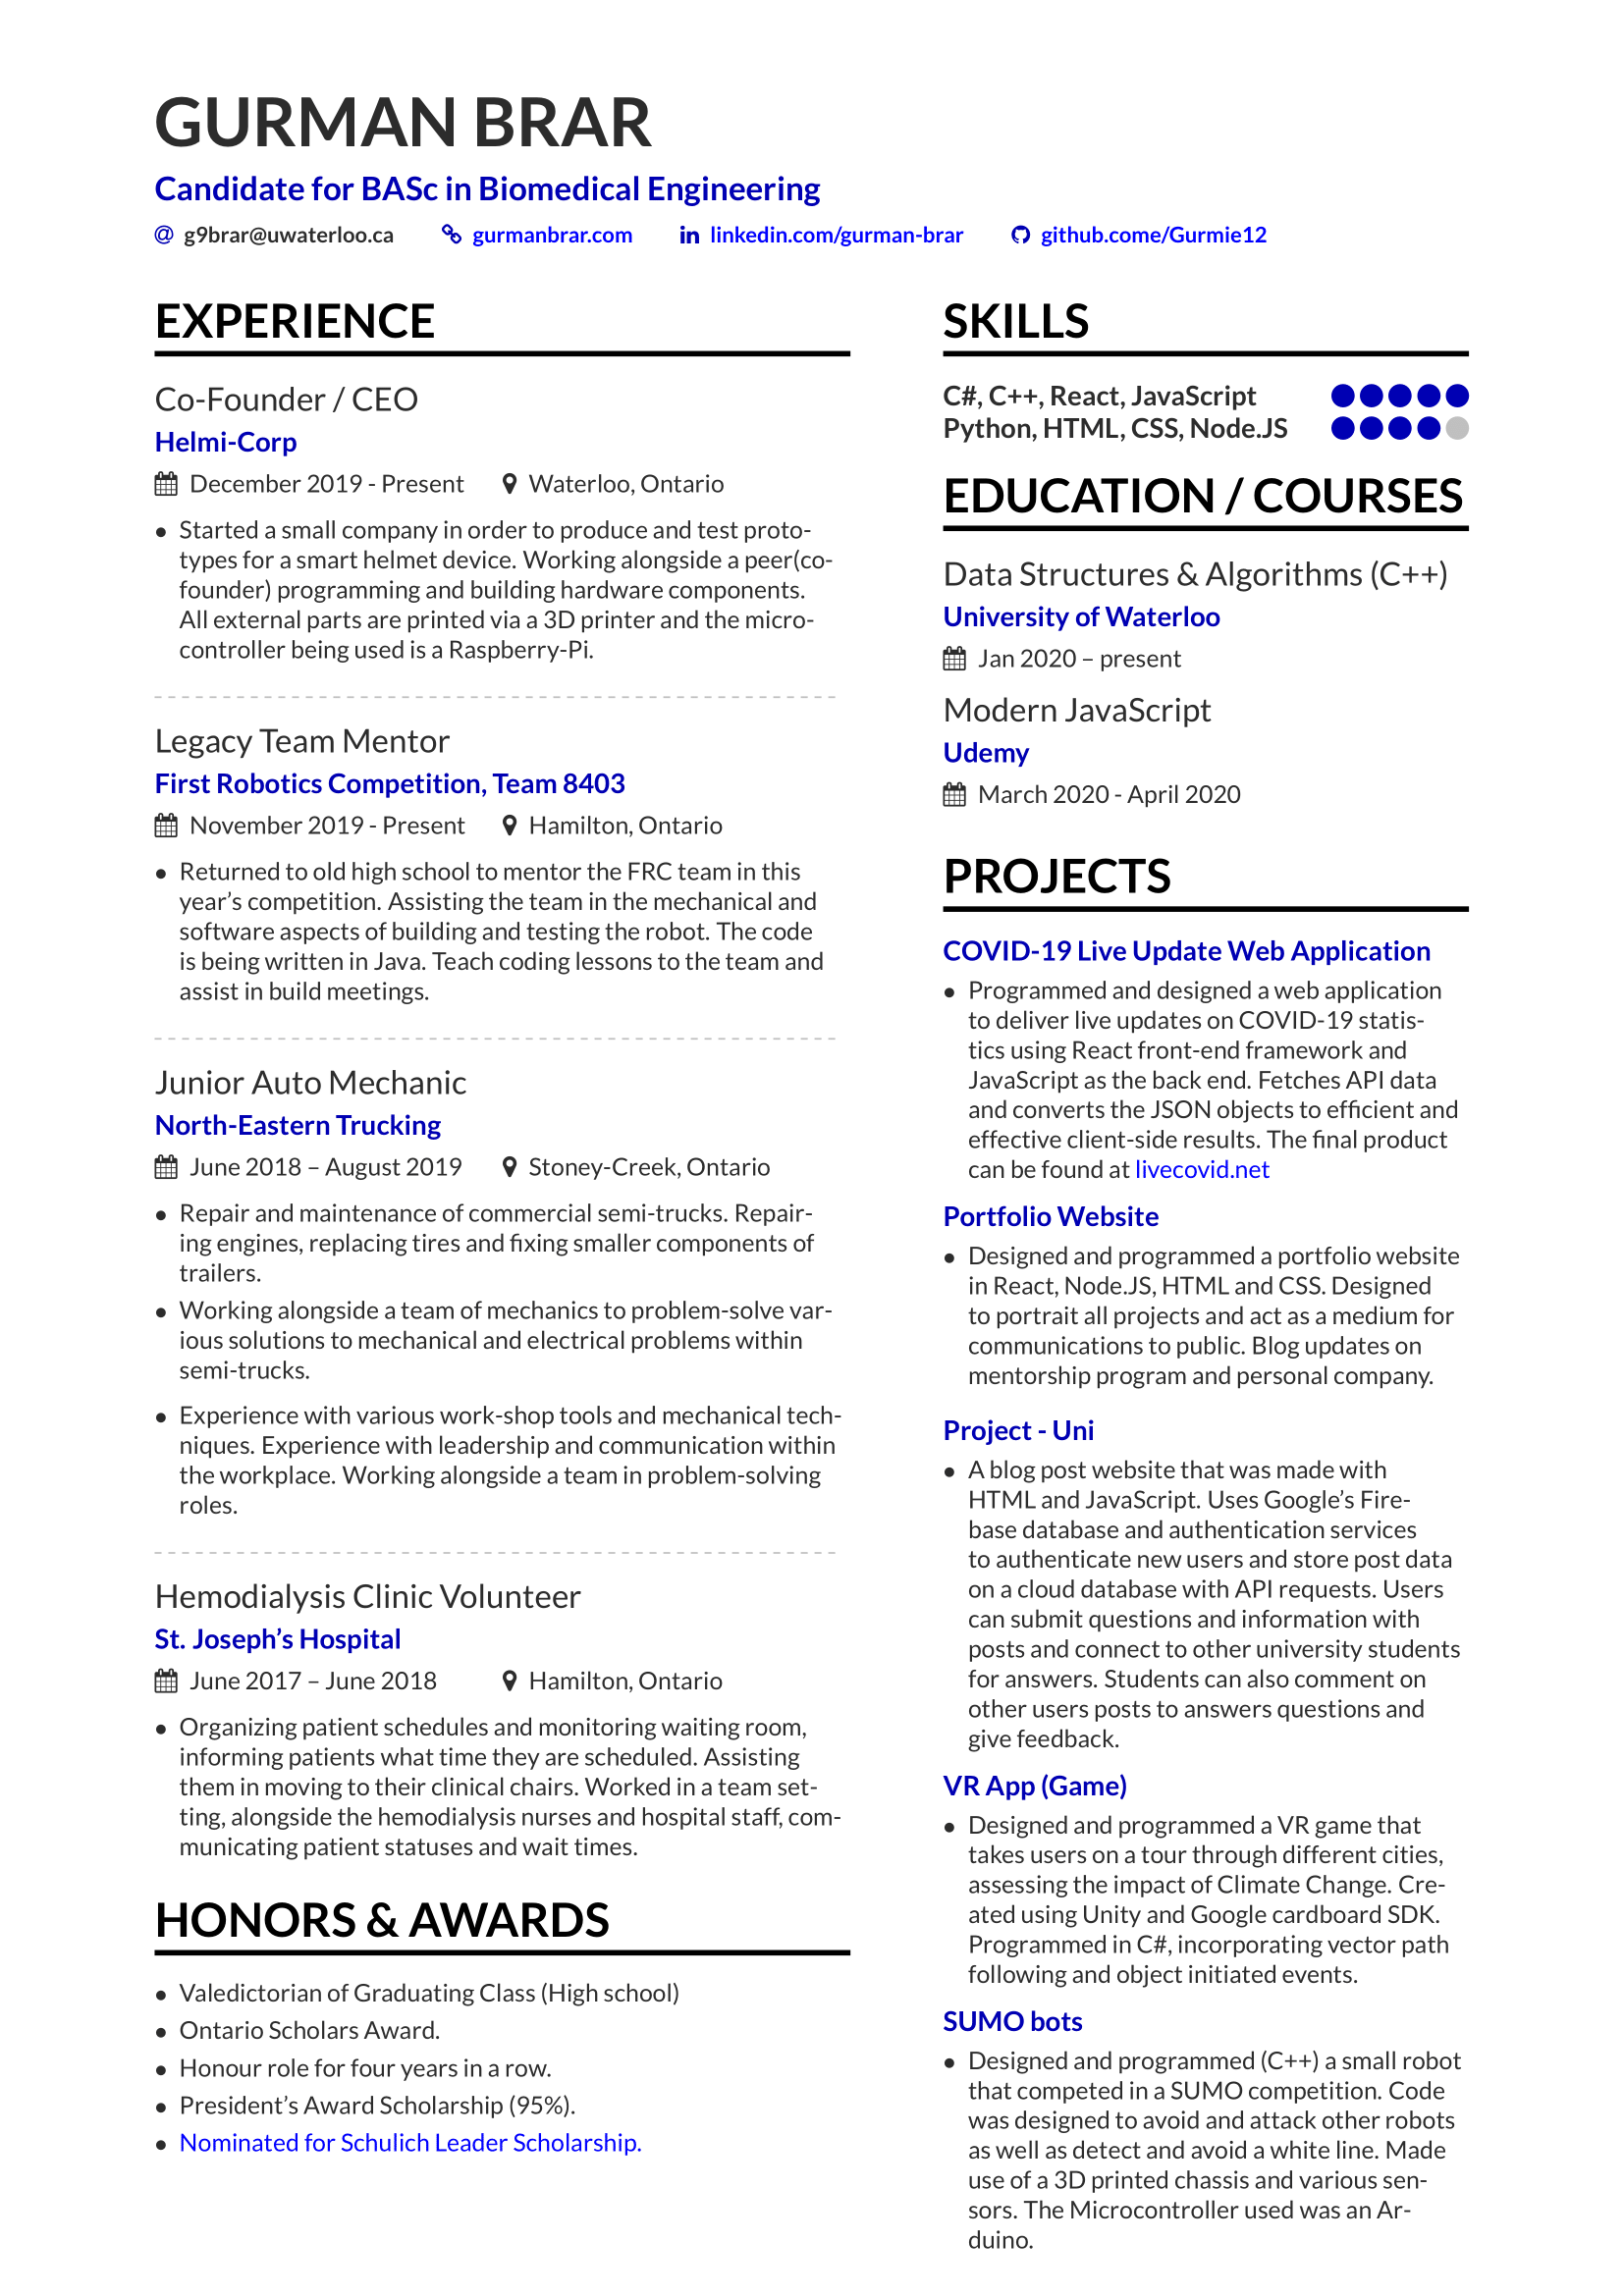 GURMAN BRAR
Candidate for BASc in Biomedical Engineering
g9brar@uwaterloo.ca gurmanbrar.com linkedin.com/gurman-brar github.come/Gurmie12
EXPERIENCE
Co-Founder / CEO
Helmi-Corp
December 2019 - Present Waterloo, Ontario
• Started a small company in order to produce and test proto-
types for a smart helmet device. Working alongside a peer(co-
founder) programming and building hardware components.
All external parts are printed via a 3D printer and the micro-
controller being used is a Raspberry-Pi.
Legacy Team Mentor
First Robotics Competition, Team 8403
November 2019 - Present Hamilton, Ontario
• Returned to old high school to mentor the FRC team in this
year's competition. Assisting the team in the mechanical and
software aspects of building and testing the robot. The code
is being written in Java. Teach coding lessons to the team and
assist in build meetings.
Junior Auto Mechanic
North-Eastern Trucking
June 2018 – August 2019 Stoney-Creek, Ontario
• Repair and maintenance of commercial semi-trucks. Repair-
ing engines, replacing tires and fixing smaller components of
trailers.
• Working alongside a team of mechanics to problem-solve var-
ious solutions to mechanical and electrical problems within
semi-trucks.
• Experience with various work-shop tools and mechanical tech-
niques. Experience with leadership and communication within
the workplace. Working alongside a team in problem-solving
roles.
Hemodialysis Clinic Volunteer
St. Joseph's Hospital
June 2017 – June 2018 Hamilton, Ontario
• Organizing patient schedules and monitoring waiting room,
informing patients what time they are scheduled. Assisting
them in moving to their clinical chairs. Worked in a team set-
ting, alongside the hemodialysis nurses and hospital staff, com-
municating patient statuses and wait times.
HONORS & AWARDS
• Valedictorian of Graduating Class (High school)
• Ontario Scholars Award.
• Honour role for four years in a row.
• President's Award Scholarship (95%).
• Nominated for Schulich Leader Scholarship.
SKILLS
C#, C++, React, JavaScript
Python, HTML, CSS, Node.JS
EDUCATION / COURSES
Data Structures & Algorithms (C++)
University of Waterloo
Jan 2020 – present
Modern JavaScript
Udemy
March 2020 - April 2020
PROJECTS
COVID-19 Live Update Web Application
• Programmed and designed a web application
to deliver live updates on COVID-19 statis-
tics using React front-end framework and
JavaScript as the back end. Fetches API data
and converts the JSON objects to efficient and
effective client-side results. The final product
can be found at livecovid.net
Portfolio Website
• Designed and programmed a portfolio website
in React, Node.JS, HTML and CSS. Designed
to portrait all projects and act as a medium for
communications to public. Blog updates on
mentorship program and personal company.
Project - Uni
• A blog post website that was made with
HTML and JavaScript. Uses Google's Fire-
base database and authentication services
to authenticate new users and store post data
on a cloud database with API requests. Users
can submit questions and information with
posts and connect to other university students
for answers. Students can also comment on
other users posts to answers questions and
give feedback.
VR App (Game)
• Designed and programmed a VR game that
takes users on a tour through different cities,
assessing the impact of Climate Change. Cre-
ated using Unity and Google cardboard SDK.
Programmed in C#, incorporating vector path
following and object initiated events.
SUMO bots
• Designed and programmed (C++) a small robot
that competed in a SUMO competition. Code
was designed to avoid and attack other robots
as well as detect and avoid a white line. Made
use of a 3D printed chassis and various sen-
sors. The Microcontroller used was an Ar-
duino.